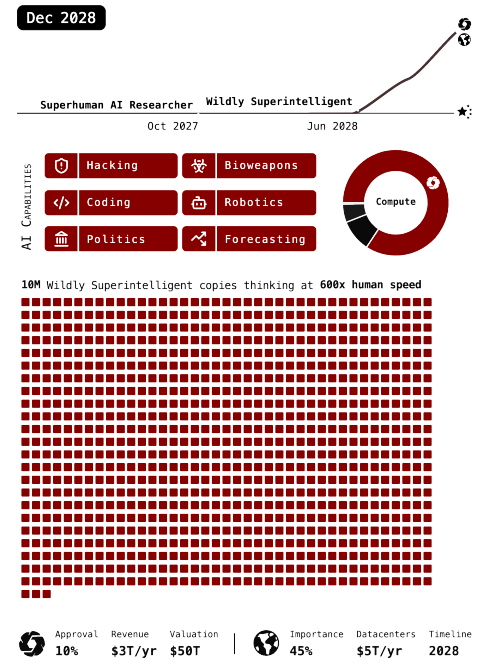 Dec 2028
Superhuman AI Researcher Wildly Superintelligent
Oct 2027 Jun 2028
AI Capabilities
Hacking Bioweapons
Coding Robotics
Politics Forecasting
Compute
10M Wildly Superintelligent copies thinking at 600x human speed
Approval Revenue Valuation Importance Datacenters Timeline
10% $3T/yr $50T 45% $5T/yr 2028